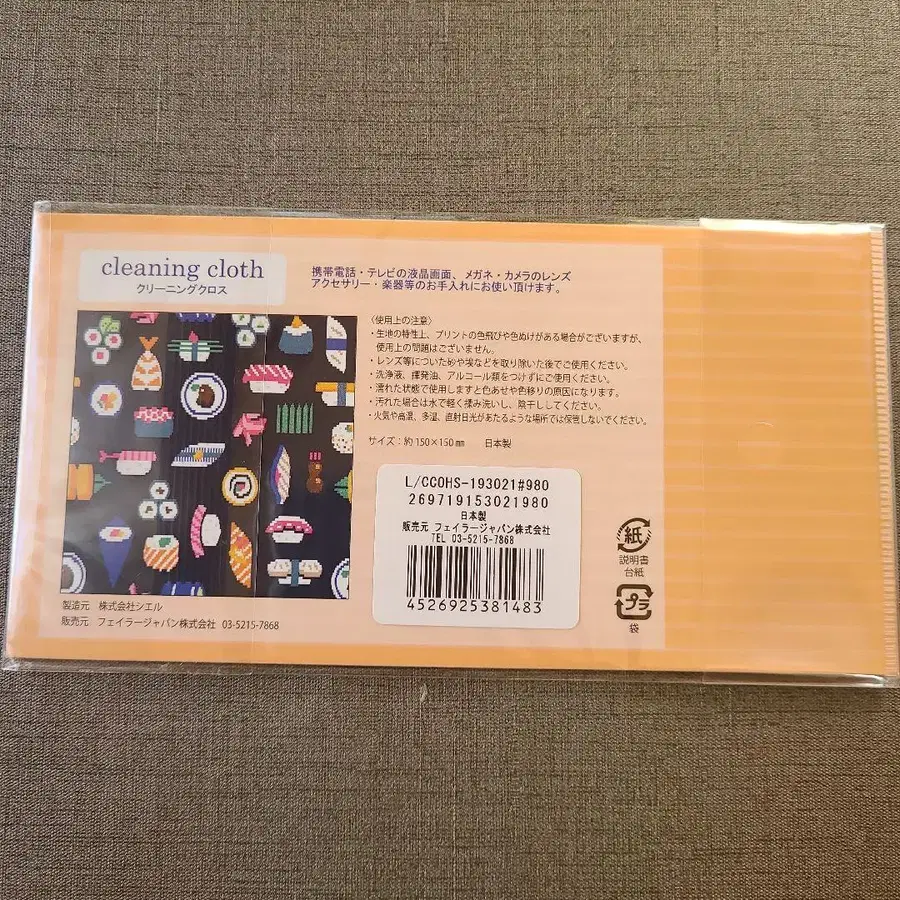 cleaning cloth
クリーニングクロス
携帯電話・テレビの液晶画面、メガネ・カメラのレンズ
アクセサリー・楽器等のお手入れにお使い頂けます。
〈使用上の注意〉
・生地の特性上、プリントの色飛びや色ぬけがある場合がございますが、
使用上の問題はございません。
・レンズ等についた砂や埃などを取り除いた後でご使用ください。
・洗浄液、揮発油、アルコール類をつけずにご使用ください。
・濡れた状態で使用しますと色あせや色移りの原因になります。
・汚れた場合は水で軽く揉み洗いし、陰干ししてください。
・火気や高温、多湿、直射日光があたるような場所では保管しないでください。
サイズ：約150×150㎜ 日本製
L/CCOHS-193021#980
2697191530​21980
日本製
販売元 フェイラージャパン株式会社
TEL 03-5215-7868
4526925381483
紙
説明書
台紙
プラ
袋
製造元 株式会社シエル
販売元 フェイラージャパン株式会社 03-5215-7868